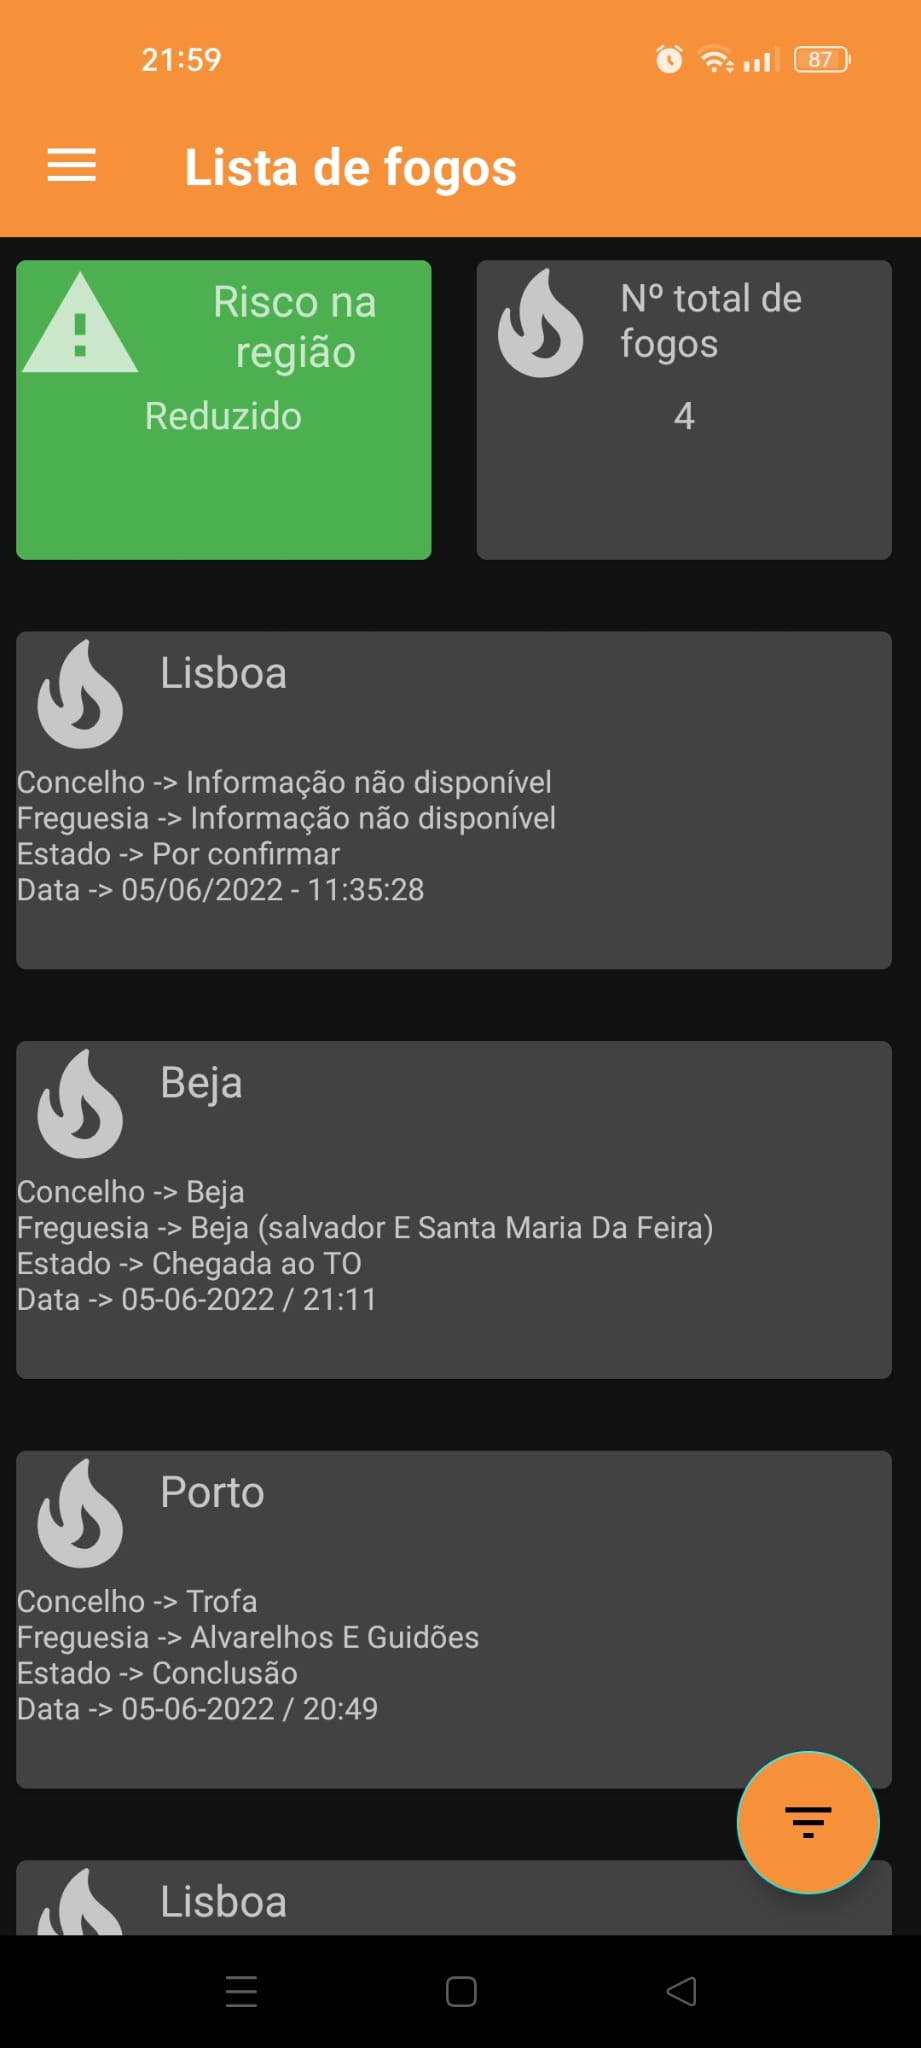 21:59
87
Lista de fogos
Risco na
região
Reduzido
Nº total de
fogos
4
Lisboa
Concelho -> Informação não disponível
Freguesia -> Informação não disponível
Estado -> Por confirmar
Data -> 05/06/2022 - 11:35:28
Beja
Concelho -> Beja
Freguesia -> Beja (salvador E Santa Maria Da Feira)
Estado -> Chegada ao TO
Data -> 05-06-2022 / 21:11
Porto
Concelho -> Trofa
Freguesia -> Alvarelhos E Guidões
Estado -> Conclusão
Data -> 05-06-2022 / 20:49
Lisboa